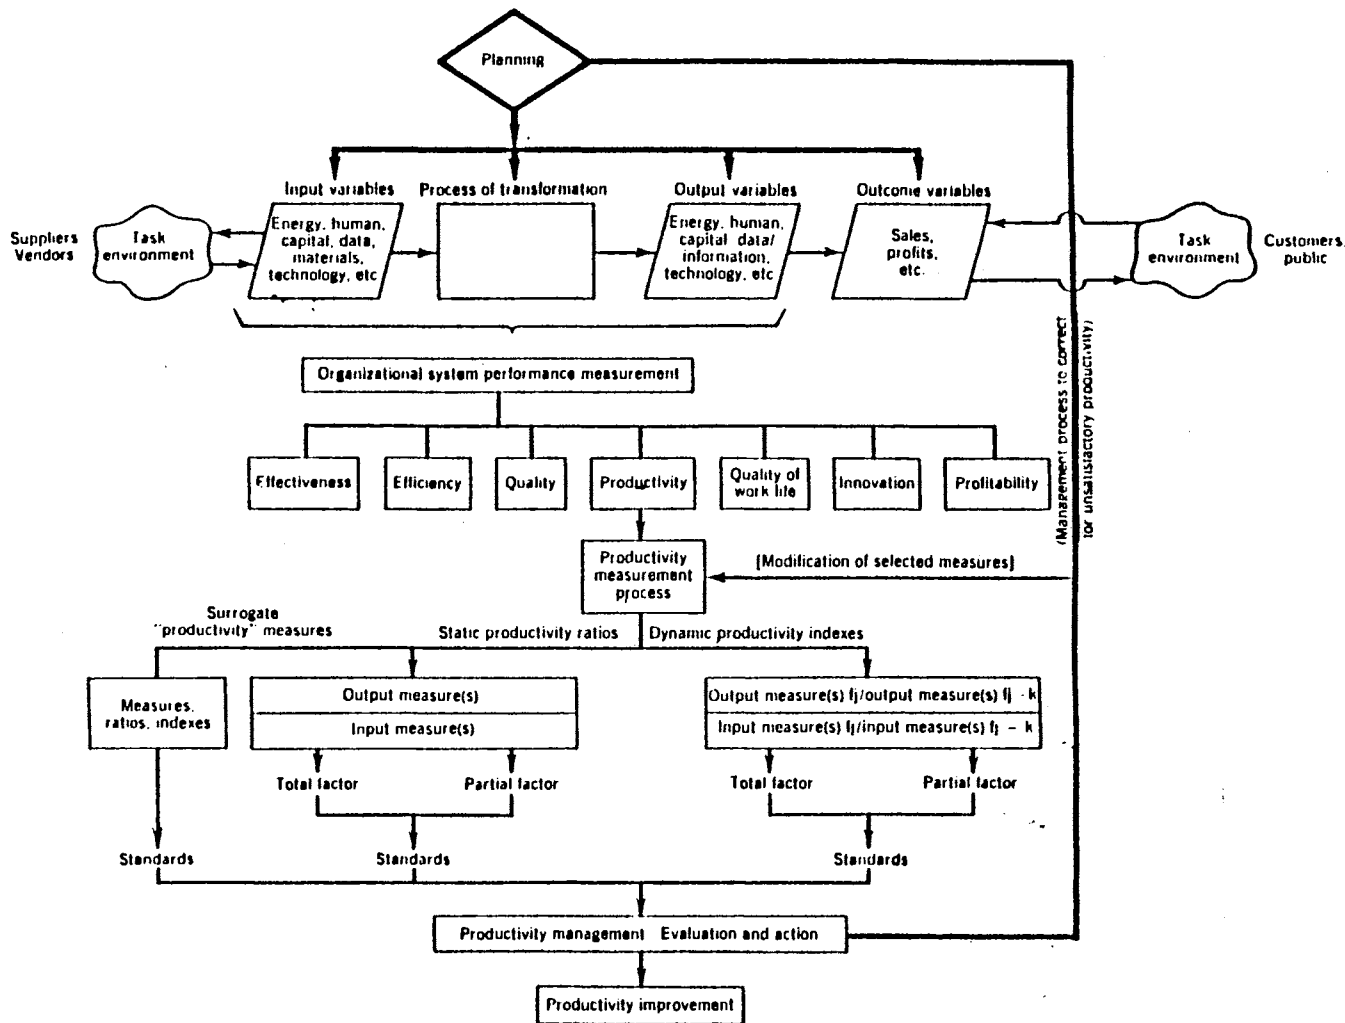 Planning
Input variables
Process of transformation
Output variables
Outcome variables
Suppliers
Vendors
Task
environment
Energy, human,
capital, data,
materials,
technology, etc
Energy, human,
capital data/
information,
technology, etc
Sales,
profits,
etc.
Task
environment
Customers,
public
(Management process to correct
for unsatisfactory productivity)
Organizational system performance measurement
Effectiveness
Efficiency
Quality
Productivity
Quality of
work life
Innovation
Profitability
Productivity
measurement
process
[Modification of selected measures]
Surrogate
"productivity" measures
Static productivity ratios
Dynamic productivity indexes
Measures,
ratios, indexes
Output measure(s)
Input measure(s)
Output measure(s) fj/output measure(s) fj - k
Input measure(s) fj/input measure(s) fj - k
Total factor
Partial factor
Total factor
Partial factor
Standards
Standards
Standards
Productivity management Evaluation and action
Productivity improvement